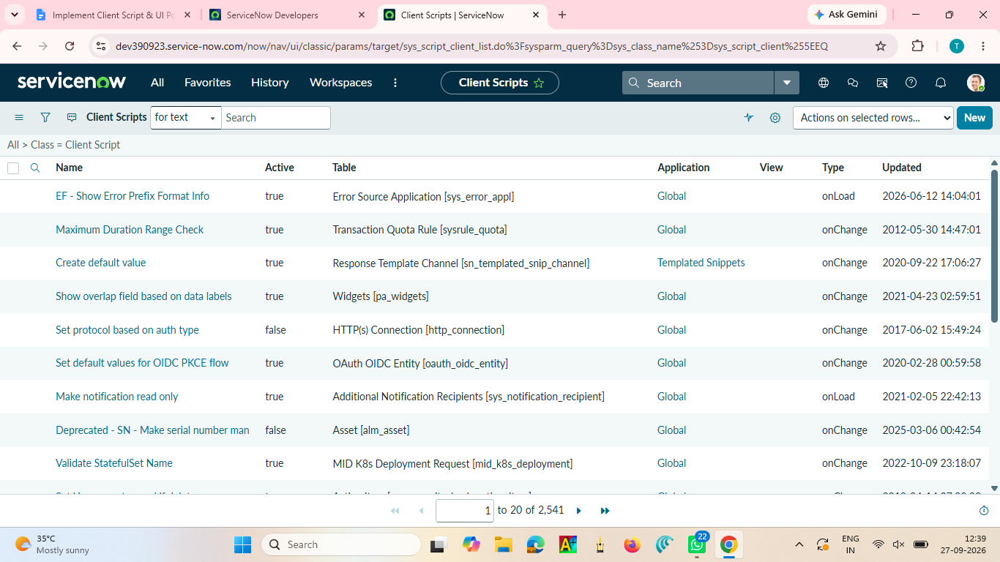 Implement Client Script & UI Po
ServiceNow Developers
Client Scripts | ServiceNow
Ask Gemini
dev390923.service-now.com/now/nav/ui/classic/params/target/sys_script_client_list.do%3Fsysparm_query%3Dsys_class_name%253Dsys_script_client%255EEQ
T
servicenow All Favorites History Workspaces Client Scripts Search
Client Scripts for text Search Actions on selected rows... New
All > Class = Client Script
Name Active Table Application View Type Updated
EF - Show Error Prefix Format Info true Error Source Application [sys_error_appl] Global onLoad 2026-06-12 14:04:01
Maximum Duration Range Check true Transaction Quota Rule [sysrule_quota] Global onChange 2012-05-30 14:47:01
Create default value true Response Template Channel [sn_templated_snip_channel] Templated Snippets onChange 2020-09-22 17:06:27
Show overlap field based on data labels true Widgets [pa_widgets] Global onChange 2021-04-23 02:59:51
Set protocol based on auth type false HTTP(s) Connection [http_connection] Global onChange 2017-06-02 15:49:24
Set default values for OIDC PKCE flow true OAuth OIDC Entity [oauth_oidc_entity] Global onChange 2020-02-28 00:59:58
Make notification read only true Additional Notification Recipients [sys_notification_recipient] Global onLoad 2021-02-05 22:42:13
Deprecated - SN - Make serial number man false Asset [alm_asset] Global onChange 2025-03-06 00:42:54
Validate StatefulSet Name true MID K8s Deployment Request [mid_k8s_deployment] Global onChange 2022-10-09 23:18:07
1 to 20 of 2,541
35°C
Mostly sunny
Search
22
ENG
IN
12:39
27-09-2026